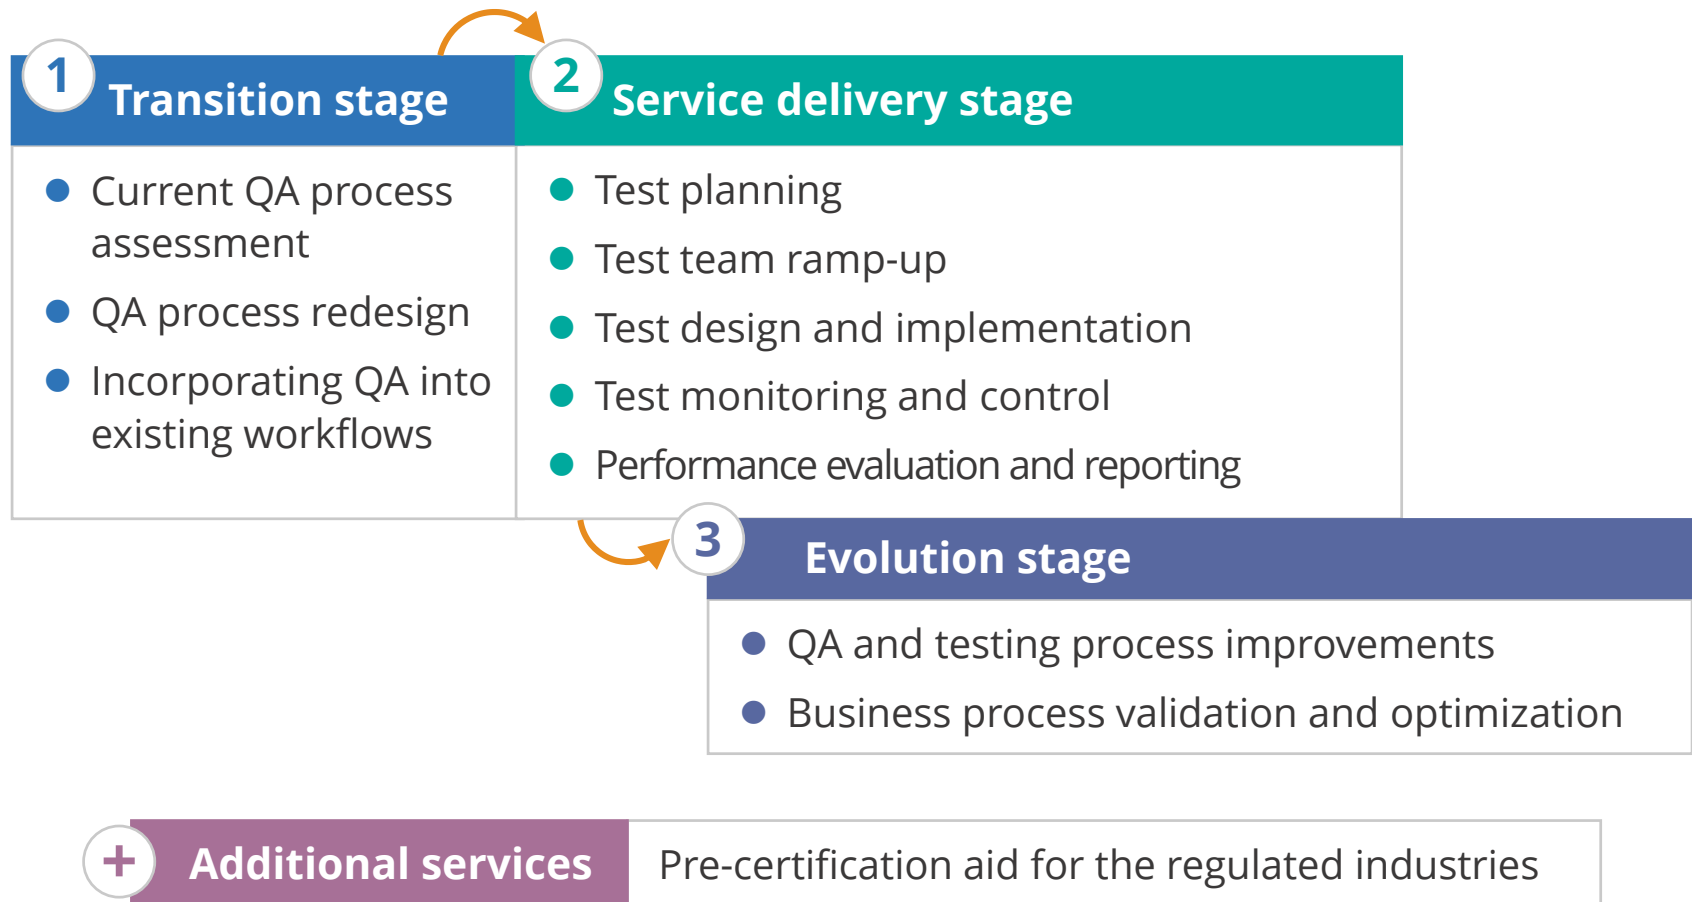 1
Transition stage
Current QA process
assessment
QA process redesign
Incorporating QA into
existing workflows
2
Service delivery stage
Test planning
Test team ramp-up
Test design and implementation
Test monitoring and control
Performance evaluation and reporting
3
Evolution stage
QA and testing process improvements
Business process validation and optimization
+
Additional services
Pre-certification aid for the regulated industries